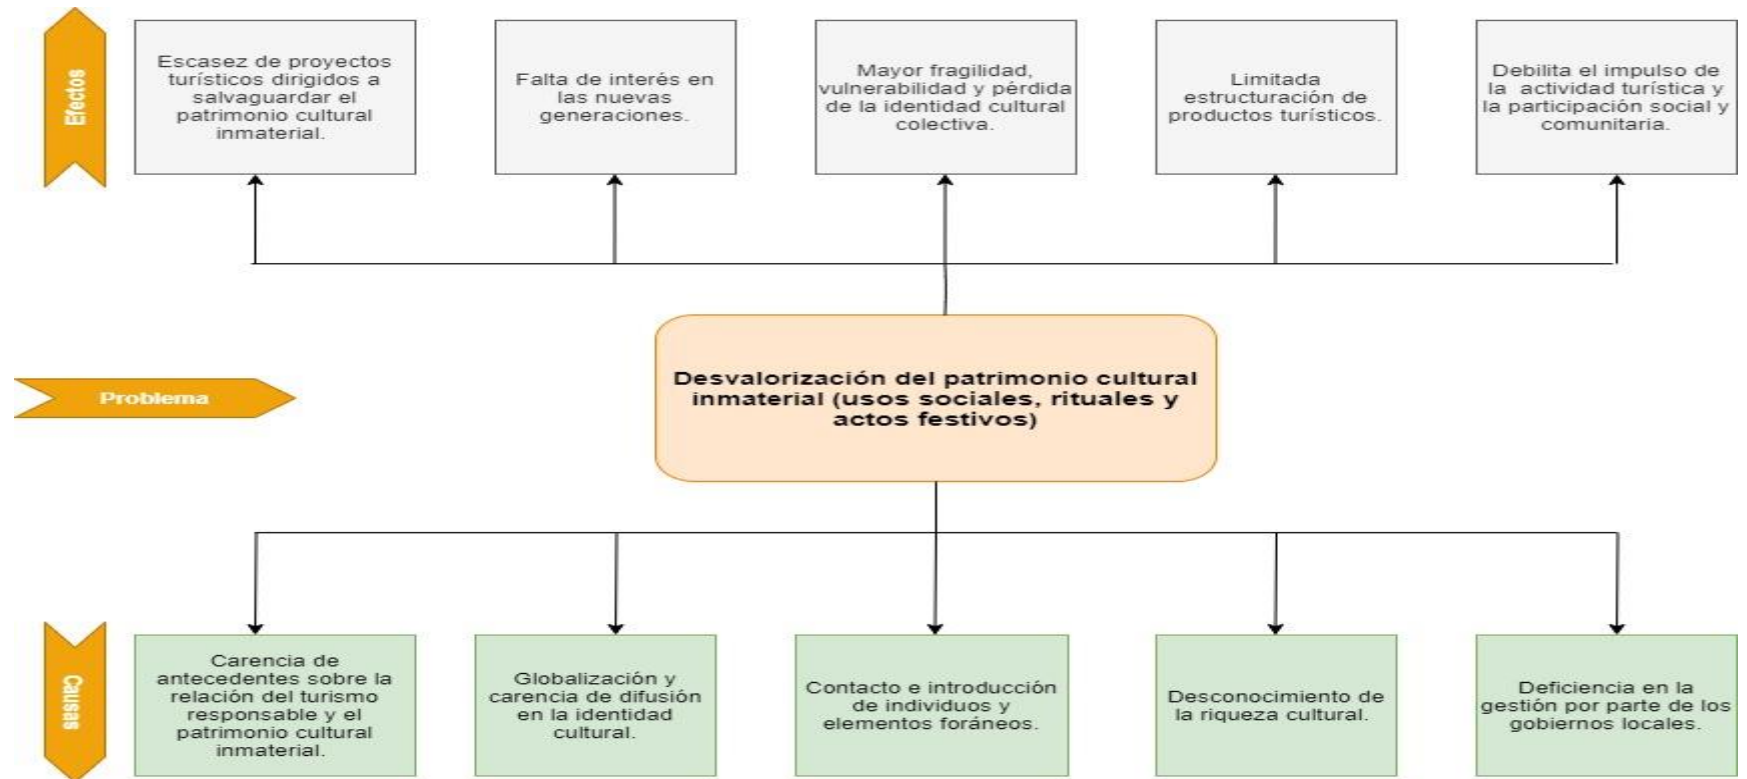 Efectos
Escasez de proyectos
turísticos dirigidos a
salvaguardar el
patrimonio cultural
inmaterial.
Falta de interés en
las nuevas
generaciones.
Mayor fragilidad,
vulnerabilidad y pérdida
de la identidad cultural
colectiva.
Limitada
estructuración de
productos turísticos.
Debilita el impulso de
la actividad turística y
la participación social y
comunitaria.
Problema
Desvalorización del patrimonio cultural
inmaterial (usos sociales, rituales y
actos festivos)
Causas
Carencia de
antecedentes sobre la
relación del turismo
responsable y el
patrimonio cultural
inmaterial.
Globalización y
carencia de difusión
en la identidad
cultural.
Contacto e introducción
de individuos y
elementos foráneos.
Desconocimiento de
la riqueza cultural.
Deficiencia en la
gestión por parte de los
gobiernos locales.